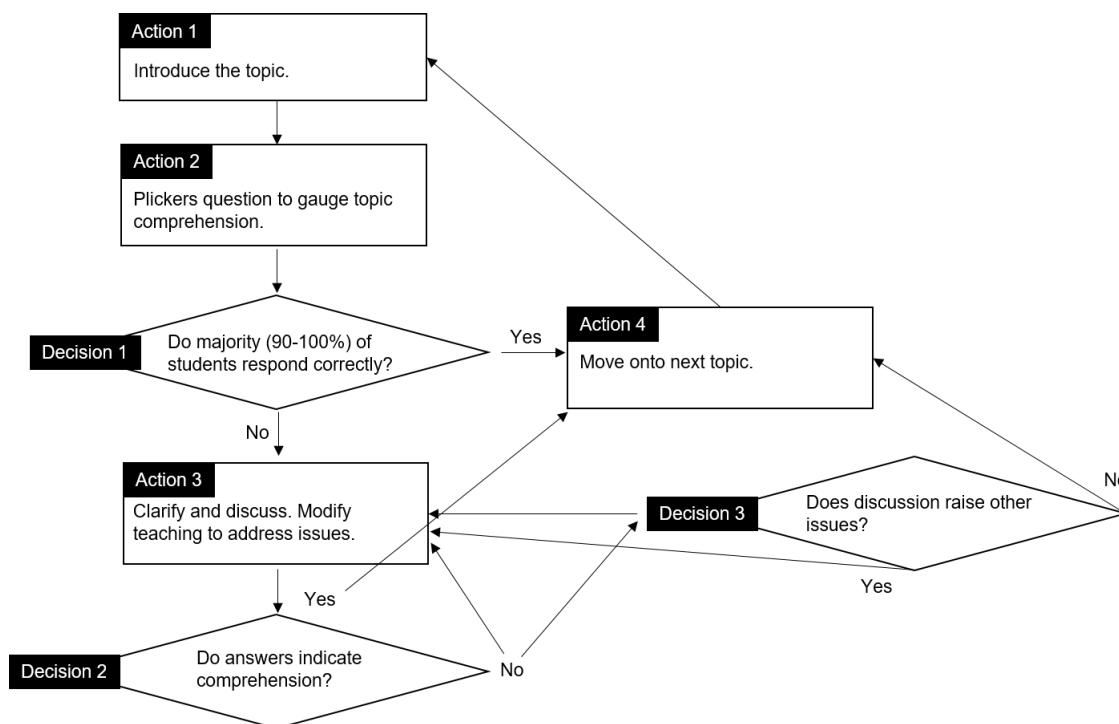 Action 1
Introduce the topic.
Action 2
Plickers question to gauge topic
comprehension.
Decision 1
Do majority (90-100%) of
students respond correctly?
Yes
Action 4
Move onto next topic.
No
Action 3
Clarify and discuss. Modify
teaching to address issues.
Decision 3
Does discussion raise other
issues?
No
Yes
Yes
Decision 2
Do answers indicate
comprehension?
No